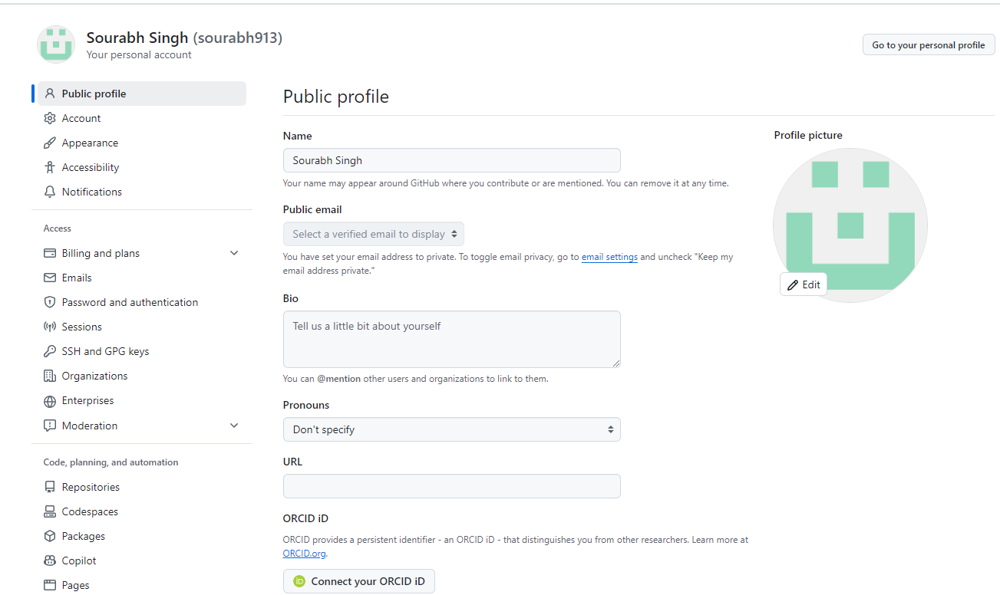 Sourabh Singh (sourabh913)
Your personal account
Go to your personal profile
Public profile
Account
Appearance
Accessibility
Notifications
Access
Billing and plans
Emails
Password and authentication
Sessions
SSH and GPG keys
Organizations
Enterprises
Moderation
Code, planning, and automation
Repositories
Codespaces
Packages
Copilot
Pages
Public profile
Name
Sourabh Singh
Your name may appear around GitHub where you contribute or are mentioned. You can remove it at any time.
Public email
Select a verified email to display
You have set your email address to private. To toggle email privacy, go to email settings and uncheck "Keep my
email address private."
Bio
Tell us a little bit about yourself
You can @mention other users and organizations to link to them.
Pronouns
Don't specify
URL
ORCID iD
ORCID provides a persistent identifier - an ORCID iD - that distinguishes you from other researchers. Learn more at
ORCID.org.
iD Connect your ORCID iD
Profile picture
Edit